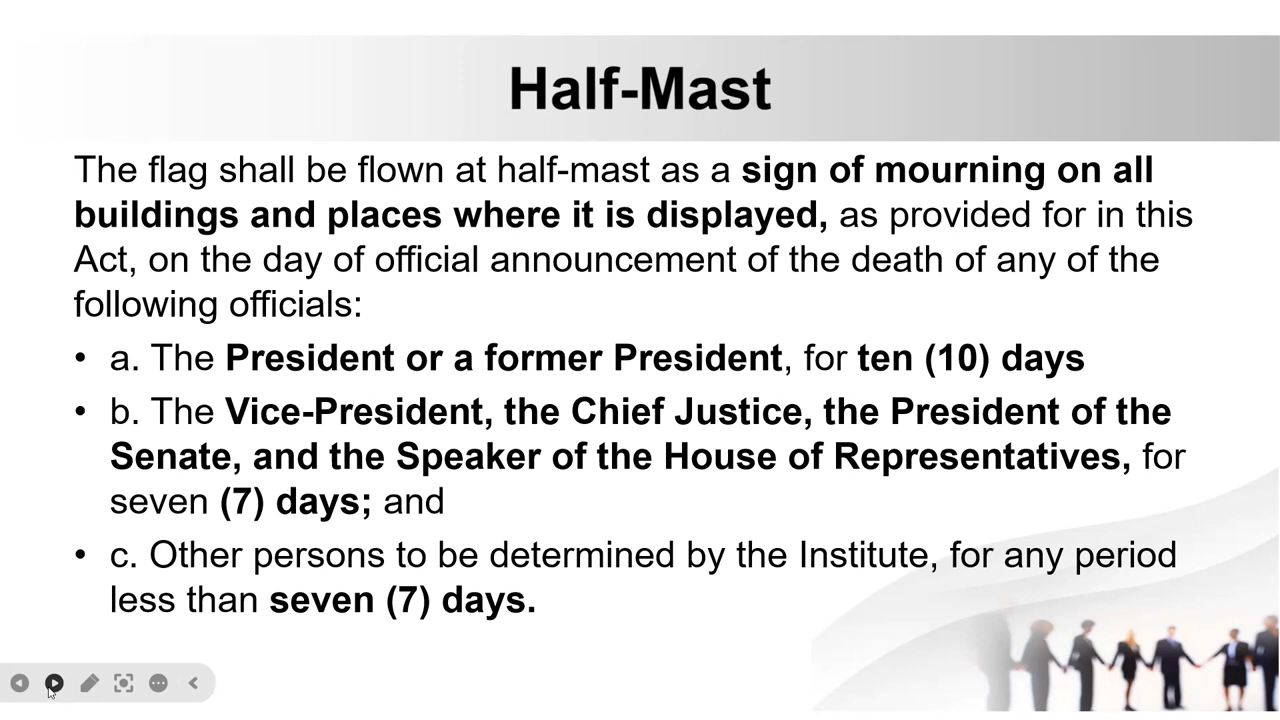 Half-Mast
The flag shall be flown at half-mast as a sign of mourning on all
buildings and places where it is displayed, as provided for in this
Act, on the day of official announcement of the death of any of the
following officials:
• a. The President or a former President, for ten (10) days
• b. The Vice-President, the Chief Justice, the President of the
Senate, and the Speaker of the House of Representatives, for
seven (7) days; and
• c. Other persons to be determined by the Institute, for any period
less than seven (7) days.